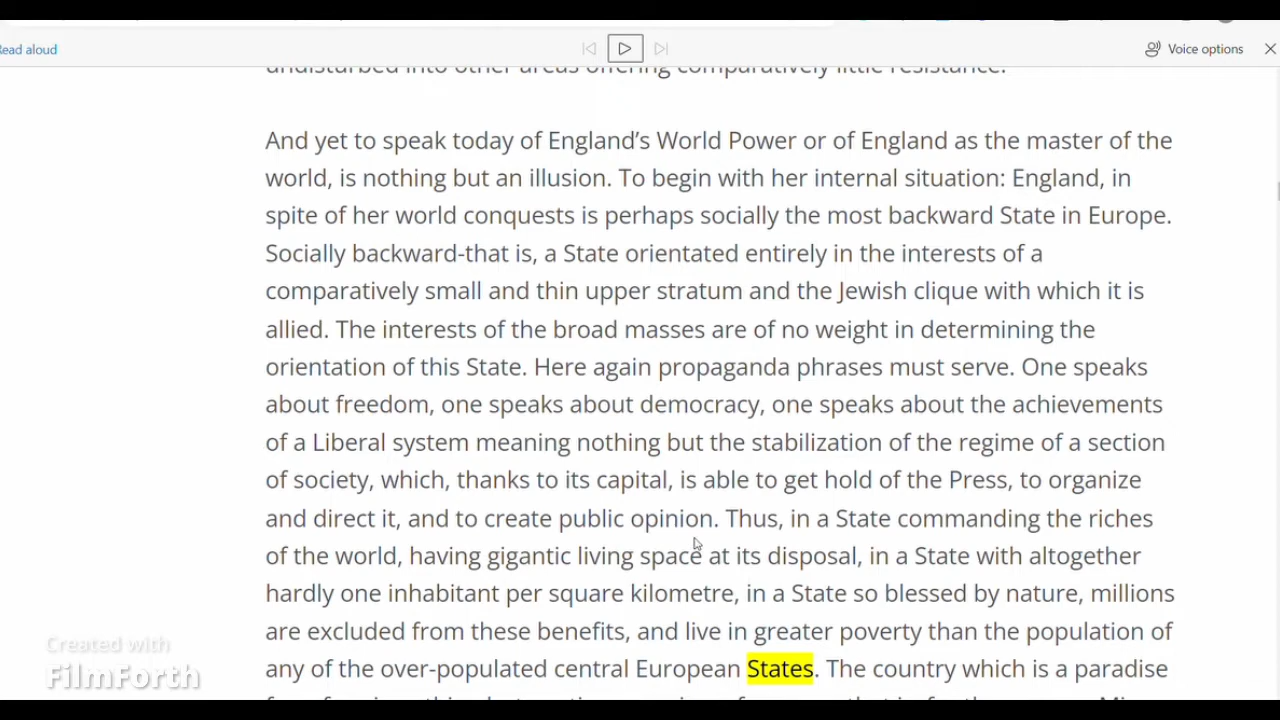 Read aloud
Voice options
undisturbed into other areas offering comparatively little resistance.
And yet to speak today of England’s World Power or of England as the master of the
world, is nothing but an illusion. To begin with her internal situation: England, in
spite of her world conquests is perhaps socially the most backward State in Europe.
Socially backward-that is, a State orientated entirely in the interests of a
comparatively small and thin upper stratum and the Jewish clique with which it is
allied. The interests of the broad masses are of no weight in determining the
orientation of this State. Here again propaganda phrases must serve. One speaks
about freedom, one speaks about democracy, one speaks about the achievements
of a Liberal system meaning nothing but the stabilization of the regime of a section
of society, which, thanks to its capital, is able to get hold of the Press, to organize
and direct it, and to create public opinion. Thus, in a State commanding the riches
of the world, having gigantic living space at its disposal, in a State with altogether
hardly one inhabitant per square kilometre, in a State so blessed by nature, millions
are excluded from these benefits, and live in greater poverty than the population of
any of the over-populated central European States. The country which is a paradise
Created with
FilmForth